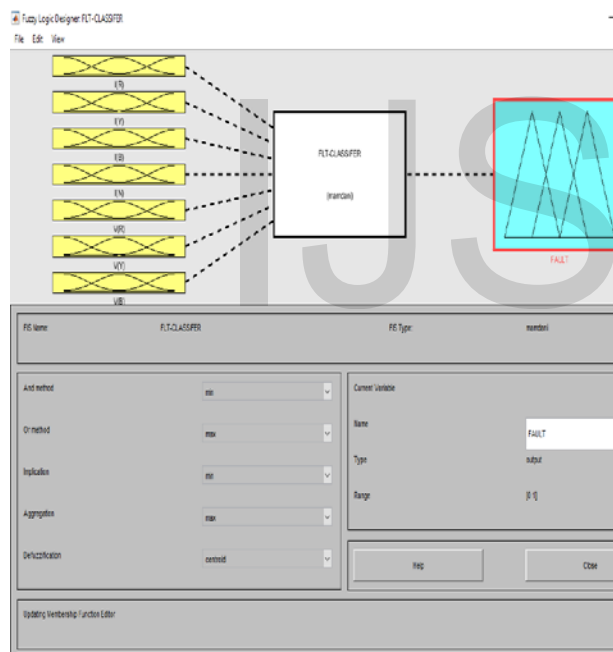 Fuzzy Logic Designer: FLT-CLASSIFER
File Edit View
I(R)
I(Y)
I(B)
I(N)
V(R)
V(Y)
V(B)
FLT-CLASSIFER
(mamdani)
FAULT
IJS
FIS Name: FLT-CLASSIFER FIS Type: mamdani
And method min
Or method max
Implication min
Aggregation max
Defuzzification centroid
Current Variable
Name FAULT
Type output
Range [0 1]
Help Close
Updating Membership Function Editor